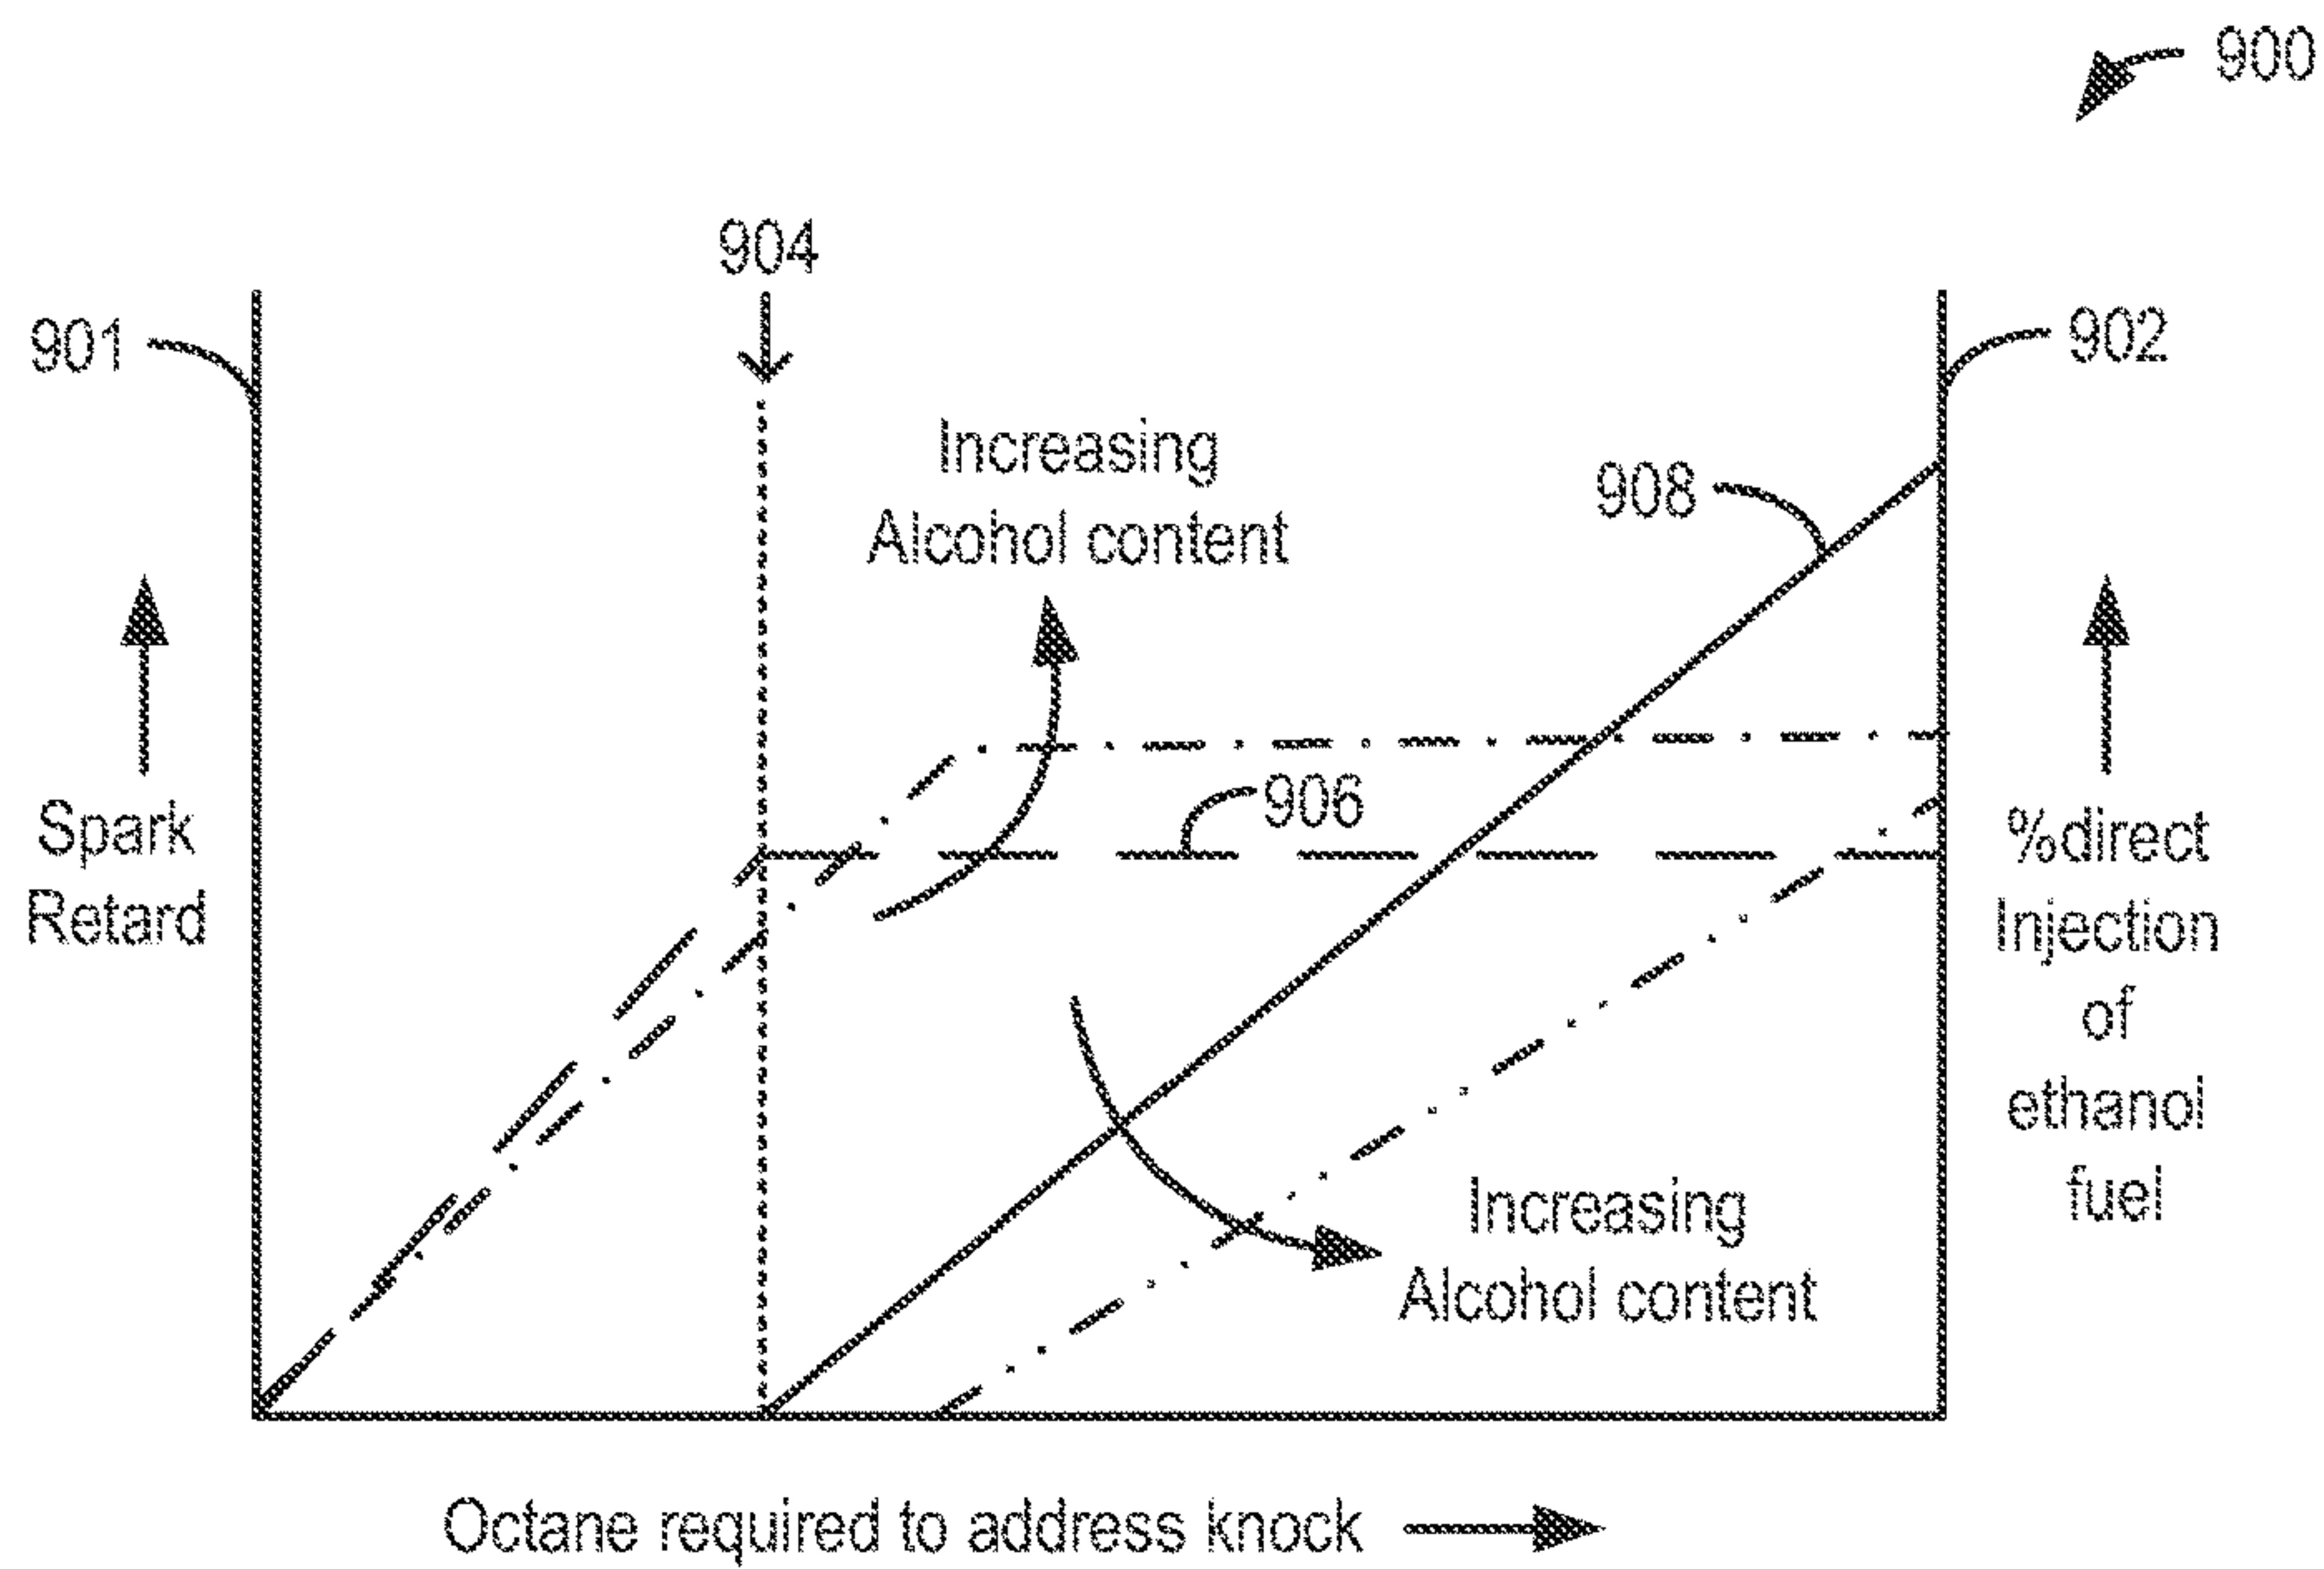 900
904
901
902
Increasing
Alcohol content
908
906
Spark
Retard
%direct
Injection
of
ethanol
fuel
Increasing
Alcohol content
Octane required to address knock